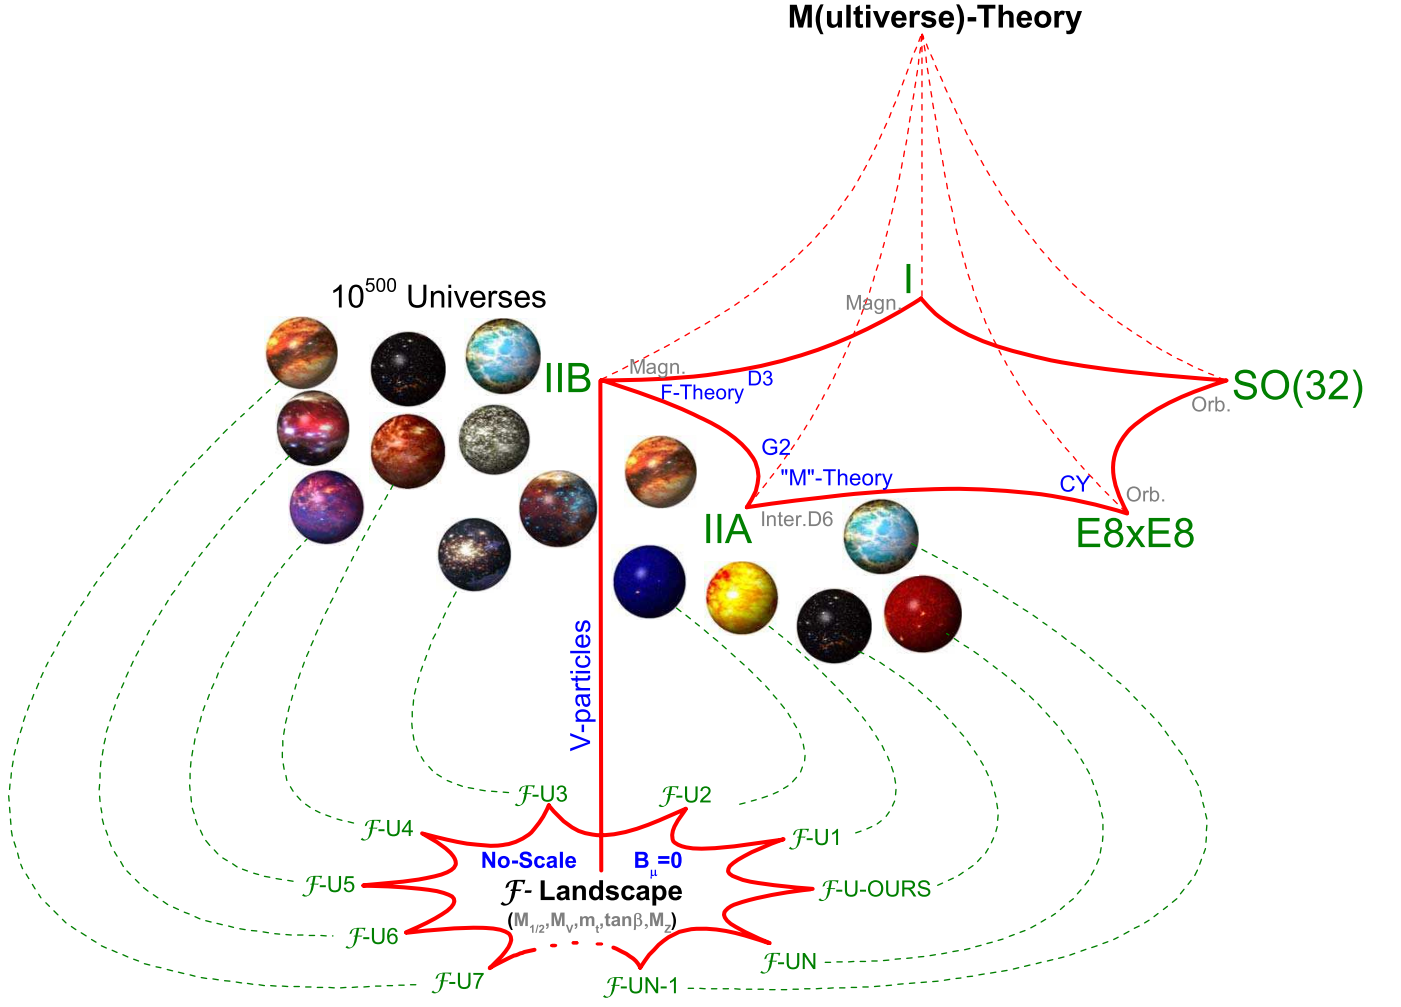 M(ultiverse)-Theory
I
Magn.
10^500 Universes
IIB
Magn.
D3
F-Theory
SO(32)
Orb.
G2
"M"-Theory
CY
Orb.
IIA
Inter.D6
E8xE8
V-particles
ℱ-U3
ℱ-U2
ℱ-U4
ℱ-U1
No-Scale
B_μ=0
ℱ-U5
ℱ- Landscape
ℱ-U-OURS
(M_1/2,M_V,m_t,tanβ,M_Z)
ℱ-U6
ℱ-UN
ℱ-U7
ℱ-UN-1